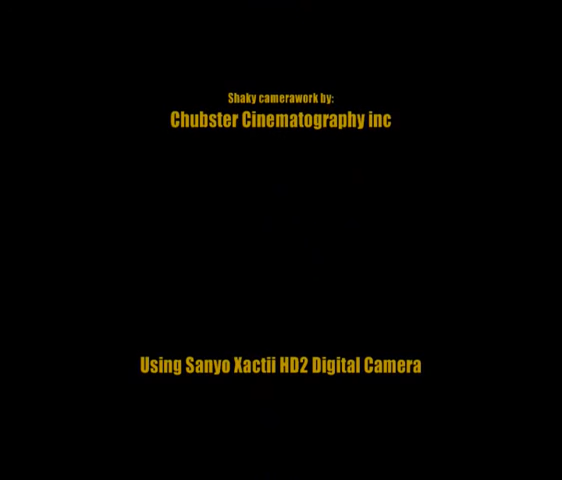 Shaky camerawork by:
Chubster Cinematography inc
Using Sanyo Xactii HD2 Digital Camera